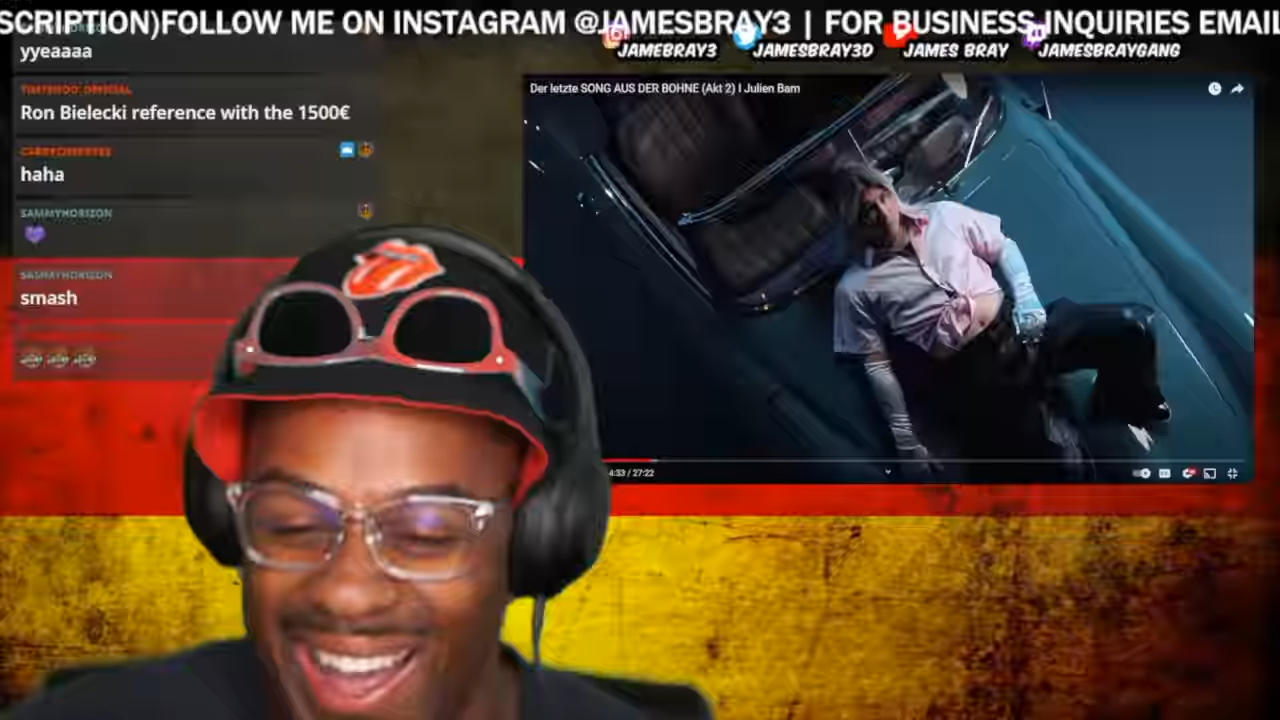 SCRIPTION)FOLLOW ME ON INSTAGRAM @JAMESBRAY3 | FOR BUSINESS INQUIRIES EMAIL
JAMEBRAY3 JAMESBRAY3D JAMES BRAY JAMESBRAYGANG
yyeaaaa
Ron Bielecki reference with the 1500€
haha
SAMMYHORIZON
SAMMYHORIZON
smash
Der letzte SONG AUS DER BOHNE (Akt 2) I Julien Bam
4:33 / 27:22